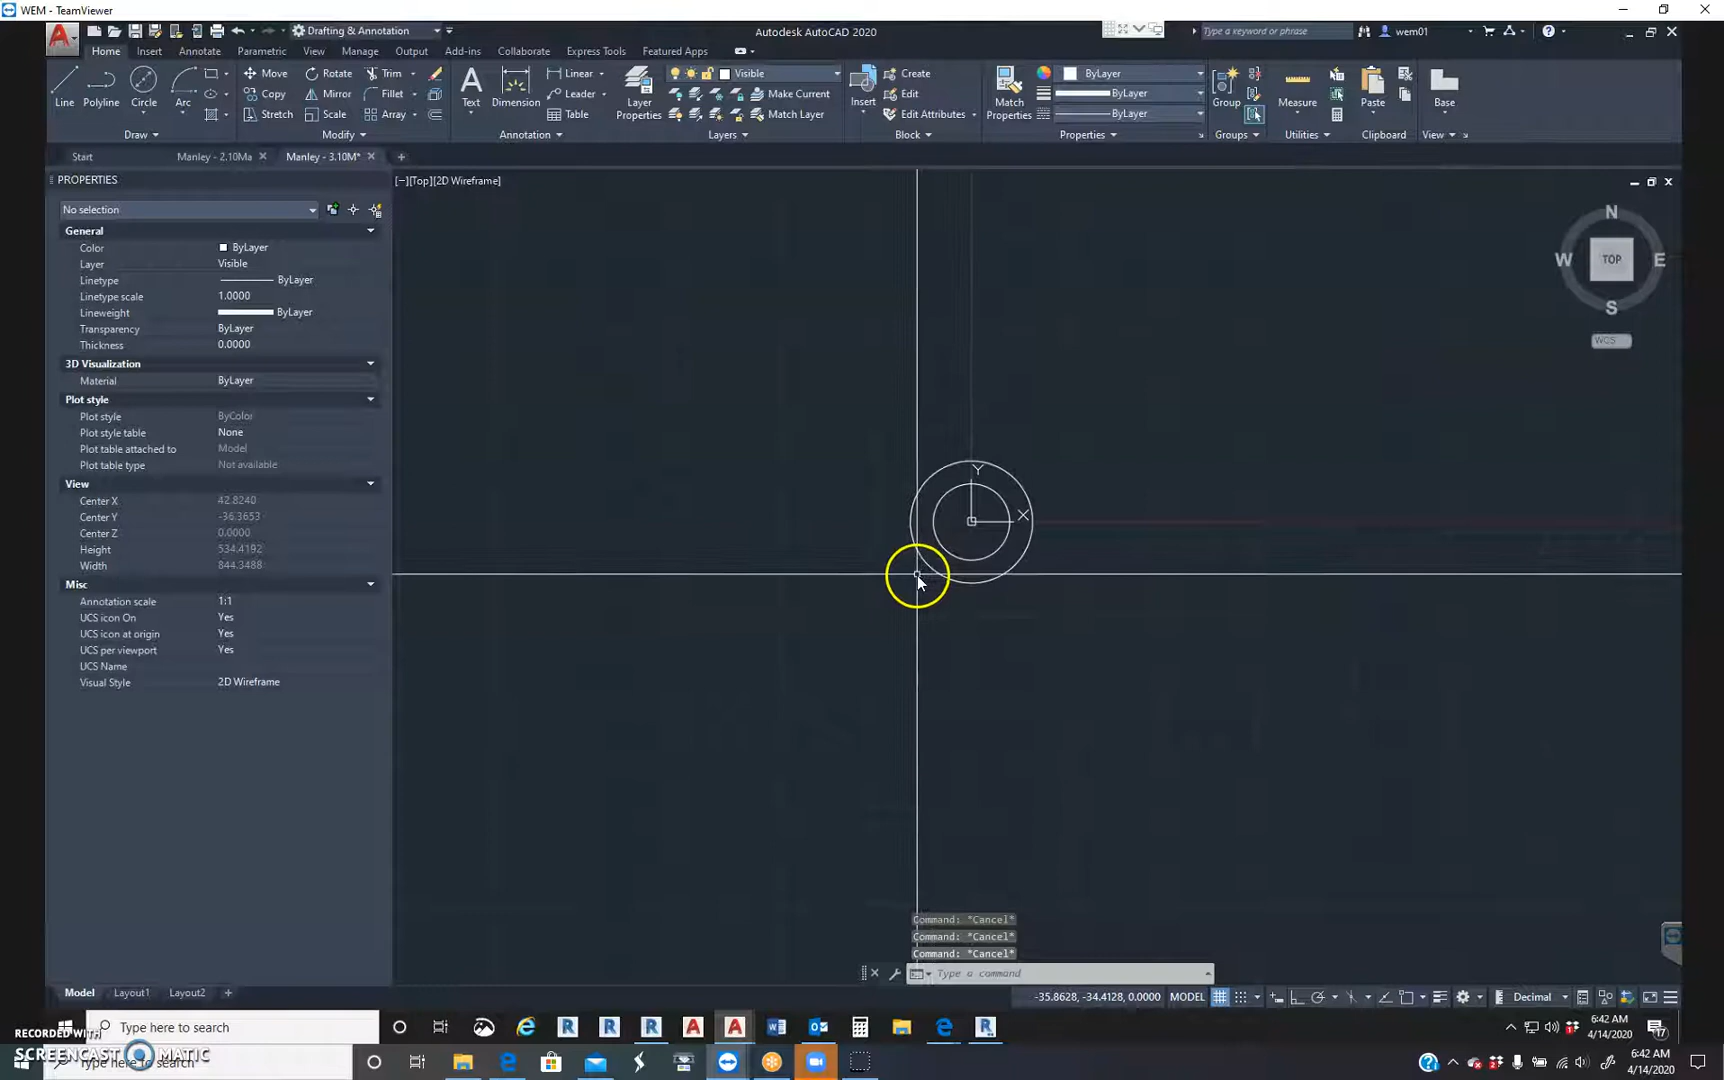 WEM - TeamViewer
Drafting & Annotation
Autodesk AutoCAD 2020
Type a keyword or phrase
wem01
Home Insert Annotate Parametric View Manage Output Add-ins Collaborate Express Tools Featured Apps
Line Polyline Circle Arc
Move Rotate Trim
Copy Mirror Fillet
Stretch Scale Array
Text Dimension
Linear
Leader
Table
Layer Properties
Visible
Make Current
Match Layer
Insert
Create
Edit
Edit Attributes
Match Properties
ByLayer
ByLayer
ByLayer
Group
Measure
Paste
Base
Draw Modify Annotation Layers Block Properties Groups Utilities Clipboard View
Start Manley - 2.10Ma Manley - 3.10M*
PROPERTIES
[−][Top][2D Wireframe]
No selection
General
Color ByLayer
Layer Visible
Linetype ByLayer
Linetype scale 1.0000
Lineweight ByLayer
Transparency ByLayer
Thickness 0.0000
3D Visualization
Material ByLayer
Plot style
Plot style ByColor
Plot style table None
Plot table attached to Model
Plot table type Not available
View
Center X 42.8240
Center Y -36.3653
Center Z 0.0000
Height 534.4192
Width 844.3488
Misc
Annotation scale 1:1
UCS icon On Yes
UCS icon at origin Yes
UCS per viewport Yes
UCS Name
Visual Style 2D Wireframe
N
W TOP E
S
WCS
Y
X
Command: *Cancel*
Command: *Cancel*
Command: *Cancel*
Type a command
Model Layout1 Layout2
-35.8628, -34.4128, 0.0000 MODEL
Decimal
Type here to search
6:42 AM
4/14/2020
17
RECORDED WITH
SCREENCAST MATIC
Type here to search
6:42 AM
4/14/2020